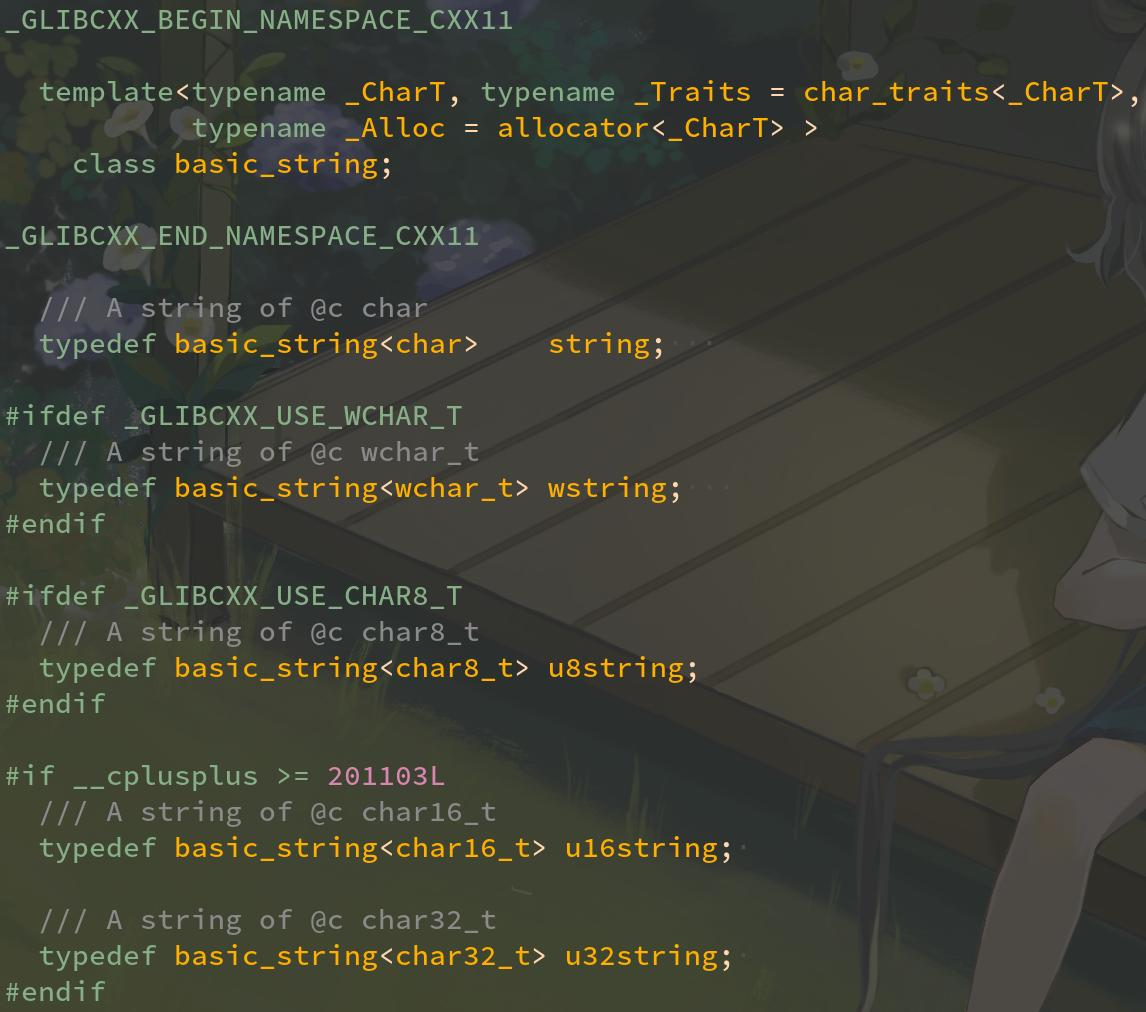 _GLIBCXX_BEGIN_NAMESPACE_CXX11
template<typename _CharT, typename _Traits = char_traits<_CharT>,
typename _Alloc = allocator<_CharT> >
class basic_string;
_GLIBCXX_END_NAMESPACE_CXX11
/// A string of @c char
typedef basic_string<char>    string;
#ifdef _GLIBCXX_USE_WCHAR_T
/// A string of @c wchar_t
typedef basic_string<wchar_t> wstring;
#endif
#ifdef _GLIBCXX_USE_CHAR8_T
/// A string of @c char8_t
typedef basic_string<char8_t> u8string;
#endif
#if __cplusplus >= 201103L
/// A string of @c char16_t
typedef basic_string<char16_t> u16string;
/// A string of @c char32_t
typedef basic_string<char32_t> u32string;
#endif